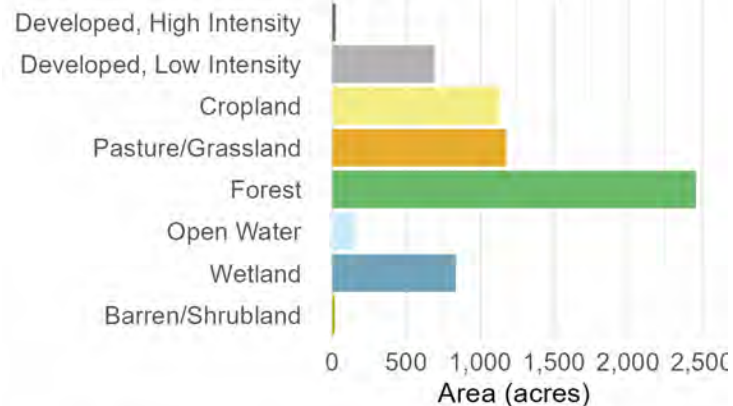 Developed, High Intensity
Developed, Low Intensity
Cropland
Pasture/Grassland
Forest
Open Water
Wetland
Barren/Shrubland
0 500 1,000 1,500 2,000 2,500
Area (acres)